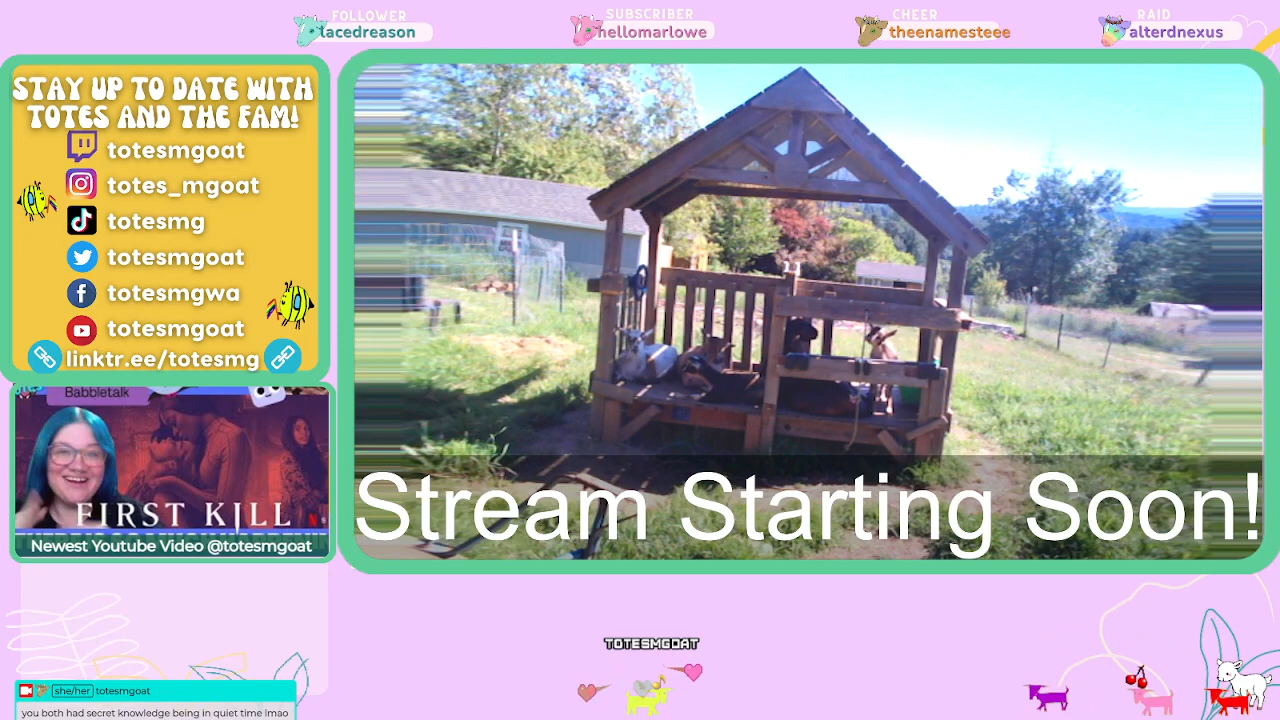 FOLLOWER
lacedreason
SUBSCRIBER
hellomarlowe
CHEER
theenamesteee
RAID
alterdnexus
STAY UP TO DATE WITH
TOTES AND THE FAM!
totesmgoat
totes_mgoat
totesmg
totesmgoat
totesmgwa
totesmgoat
linktr.ee/totesmg
Babbletalk
FIRST KILL
Newest Youtube Video @totesmgoat
Stream Starting Soon!
TOTESMGOAT
she/her totesmgoat
you both had secret knowledge being in quiet time lmao